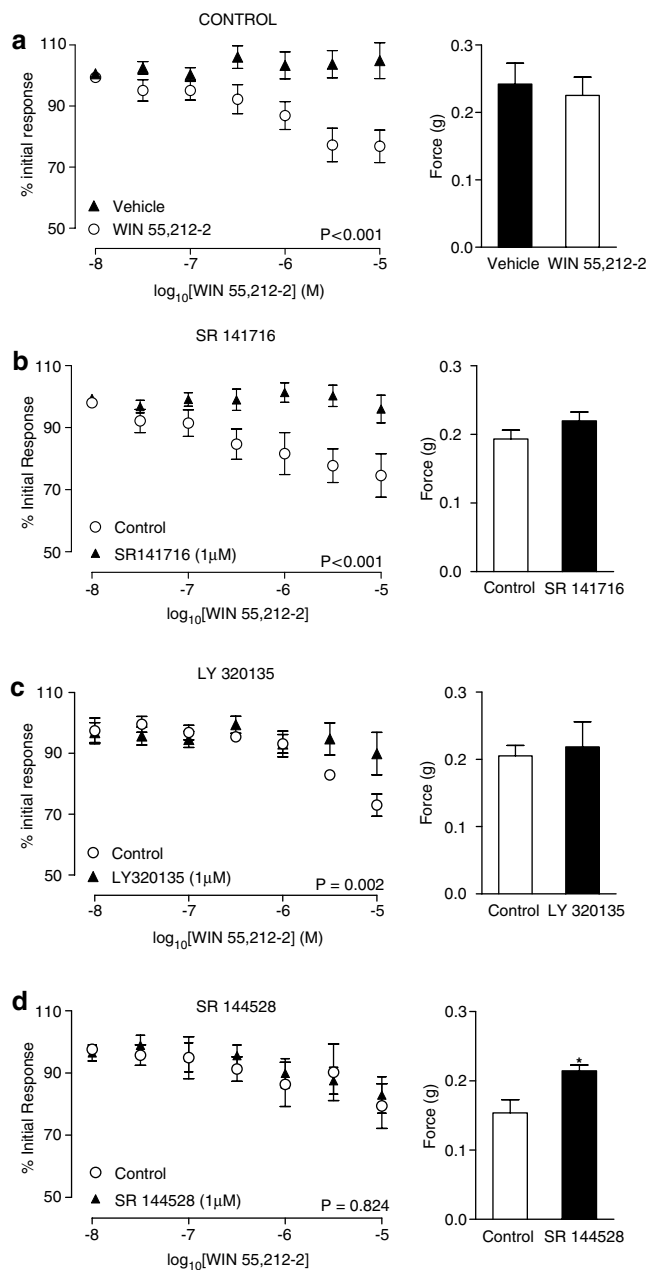 a
CONTROL
110
90
70
50
% initial response
Vehicle
WIN 55,212-2
P<0.001
-8
-7
-6
-5
log10[WIN 55,212-2] (M)
0.3
0.2
0.1
0.0
Force (g)
Vehicle WIN 55,212-2
b
SR 141716
110
90
70
50
% Initial Response
Control
SR141716 (1μM)
P<0.001
-8
-7
-6
-5
log10[WIN 55,212-2]
0.3
0.2
0.1
0.0
Force (g)
Control SR 141716
c
LY 320135
110
90
70
50
% initial response
Control
LY320135 (1μM)
P = 0.002
-8
-7
-6
-5
log10[WIN 55,212-2] (M)
0.3
0.2
0.1
0.0
Force (g)
Control LY 320135
d
SR 144528
110
90
70
50
% Initial Response
Control
SR 144528 (1μM)
P = 0.824
-8
-7
-6
-5
log10[WIN 55,212-2]
0.3
0.2
0.1
0.0
Force (g)
*
Control SR 144528